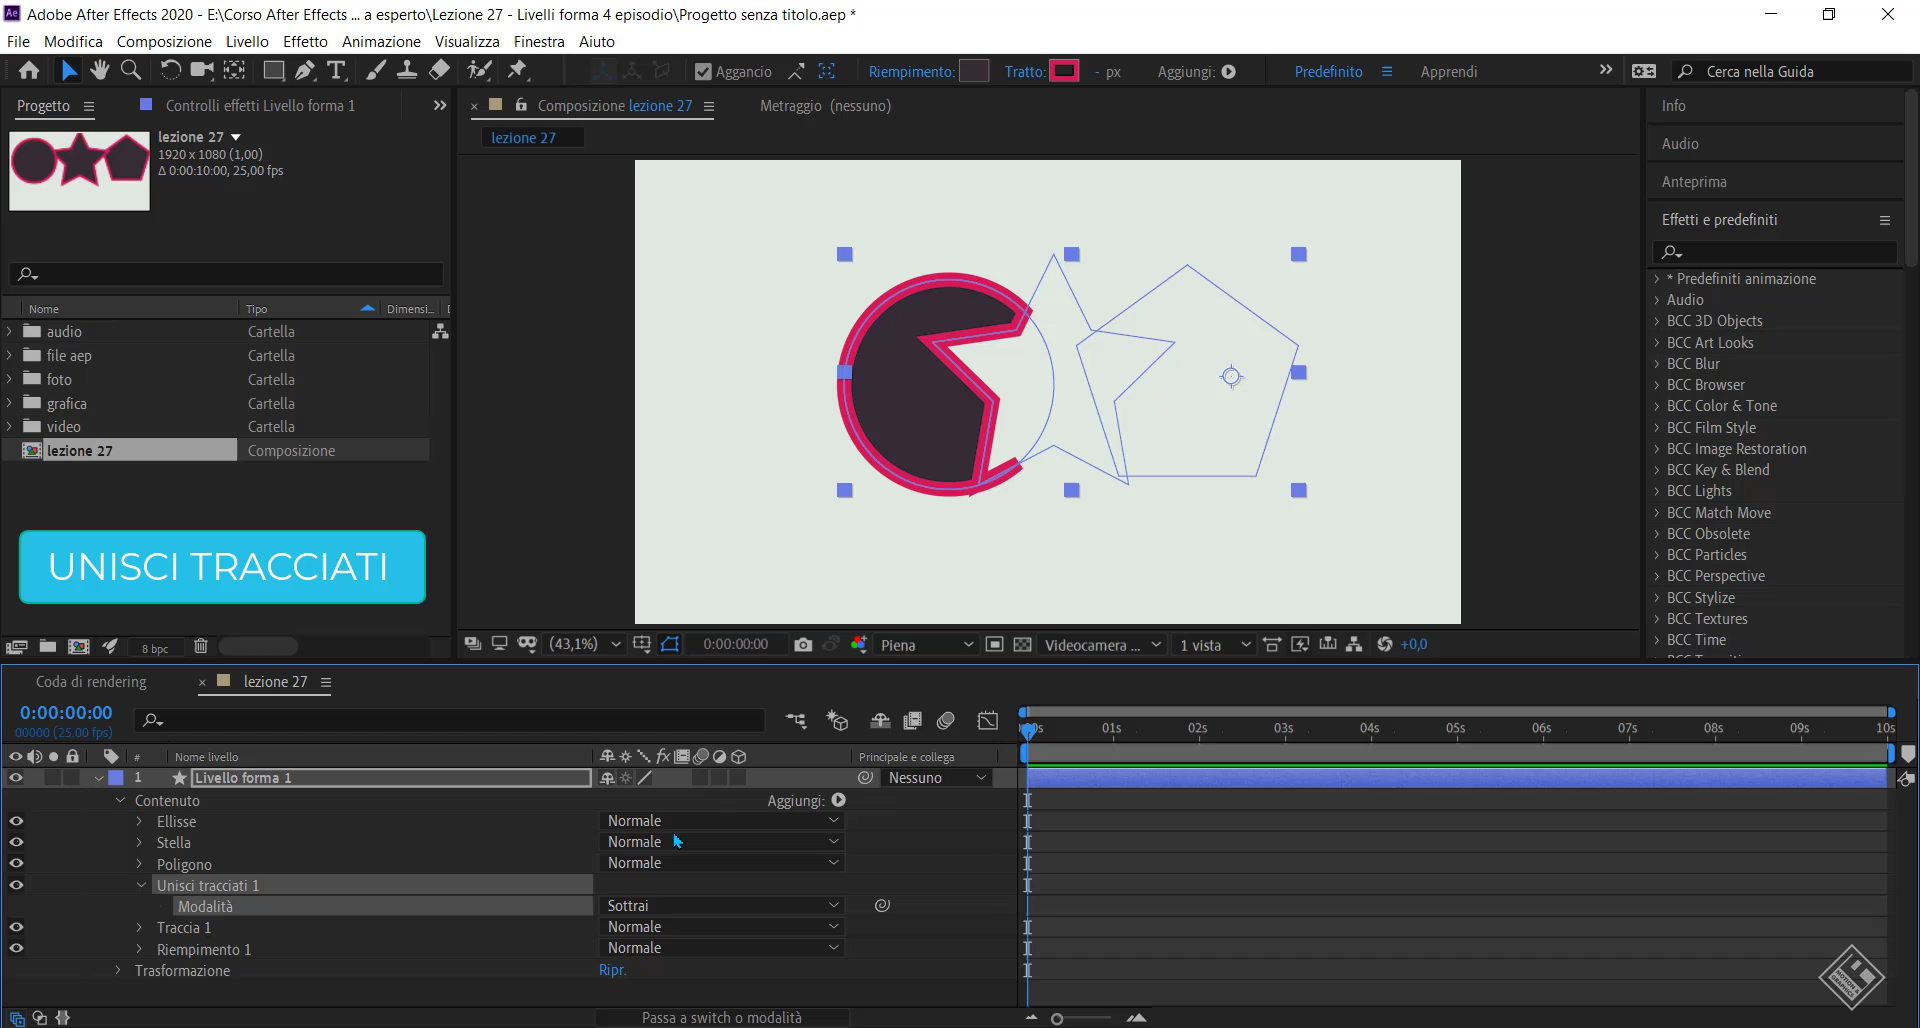 Adobe After Effects 2020 - E:\Corso After Effects ... a esperto\Lezione 27 - Livelli forma 4 episodio\Progetto senza titolo.aep *
File Modifica Composizione Livello Effetto Animazione Visualizza Finestra Aiuto
Aggancio Riempimento: Tratto: - px Aggiungi: Predefinito Apprendi Cerca nella Guida
Progetto Controlli effetti Livello forma 1
Composizione lezione 27 Metraggio (nessuno)
Info
lezione 27
1920 x 1080 (1,00)
Δ 0:00:10:00, 25,00 fps
lezione 27
Audio
Anteprima
Effetti e predefiniti
Nome Tipo Dimensi...
audio Cartella
file aep Cartella
foto Cartella
grafica Cartella
video Cartella
lezione 27 Composizione
UNISCI TRACCIATI
8 bpc
* Predefiniti animazione
Audio
BCC 3D Objects
BCC Art Looks
BCC Blur
BCC Browser
BCC Color & Tone
BCC Film Style
BCC Image Restoration
BCC Key & Blend
BCC Lights
BCC Match Move
BCC Obsolete
BCC Particles
BCC Perspective
BCC Stylize
BCC Textures
BCC Time
(43,1%) 0:00:00:00 Piena Videocamera ... 1 vista +0,0
Coda di rendering lezione 27
0:00:00:00
00000 (25.00 fps)
01s 02s 03s 04s 05s 06s 07s 08s 09s 10s
# Nome livello Principale e collega
1 Livello forma 1 Nessuno
Contenuto Aggiungi:
Ellisse Normale
Stella Normale
Poligono Normale
Unisci tracciati 1
Modalità Sottrai
Traccia 1 Normale
Riempimento 1 Normale
Trasformazione Ripr.
Passa a switch o modalità